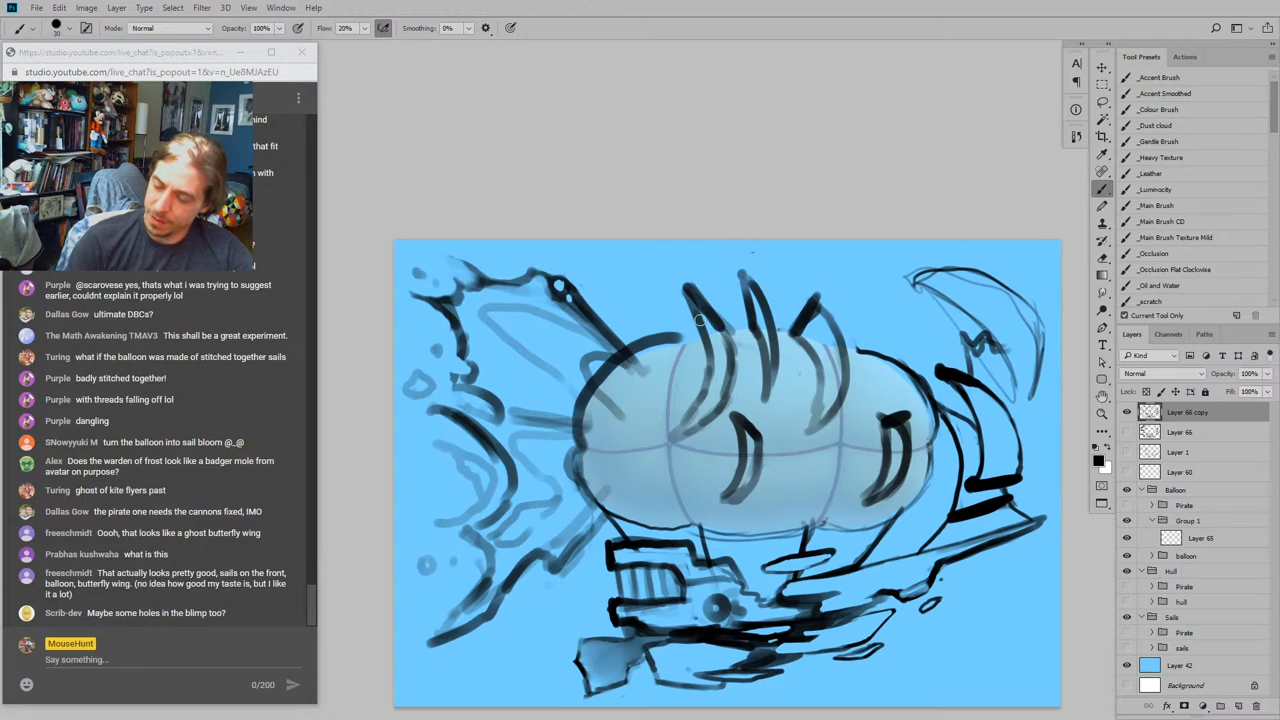 File Edit Image Layer Type Select Filter 3D View Window Help
30 Mode: Normal Opacity: 100% Flow: 20% Smoothing: 0%
https://studio.youtube.com/live_chat?is_popout=1&v=n_...
studio.youtube.com/live_chat?is_popout=1&v=n_Ue8MJAzEU
that fit
with
Purple @scarovese yes, thats what i was trying to suggest
earlier, couldnt explain it properly lol
Dallas Gow ultimate DBCs?
The Math Awakening TMAV3 This shall be a great experiment.
Turing what if the balloon was made of stitched together sails
Purple badly stitched together!
Purple with threads falling off lol
Purple dangling
SNowyyuki M turn the balloon into sail bloom @_@
Alex Does the warden of frost look like a badger mole from
avatar on purpose?
Turing ghost of kite flyers past
Dallas Gow the pirate one needs the cannons fixed, IMO
freeschmidt Oooh, that looks like a ghost butterfly wing
Prabhas kushwaha what is this
freeschmidt That actually looks pretty good, sails on the front,
balloon, butterfly wing. (no idea how good my taste is, but I like
it a lot)
Scrib-dev Maybe some holes in the blimp too?
MouseHunt
Say something...
0/200
Tool Presets Actions
_Accent Brush
_Accent Smoothed
_Colour Brush
_Dust cloud
_Gentle Brush
_Heavy Texture
_Leather
_Luminocity
_Main Brush
_Main Brush CD
_Main Brush Texture Mild
_Occlusion
_Occlusion Flat Clockwise
_Oil and Water
_scratch
Current Tool Only
Layers Channels Paths
Kind
Normal Opacity: 100%
Lock: Fill: 100%
Layer 66 copy
Layer 66
Layer 1
Layer 60
Balloon
Pirate
Group 1
Layer 65
balloon
Hull
Pirate
hull
Sails
Pirate
sails
Layer 42
Background